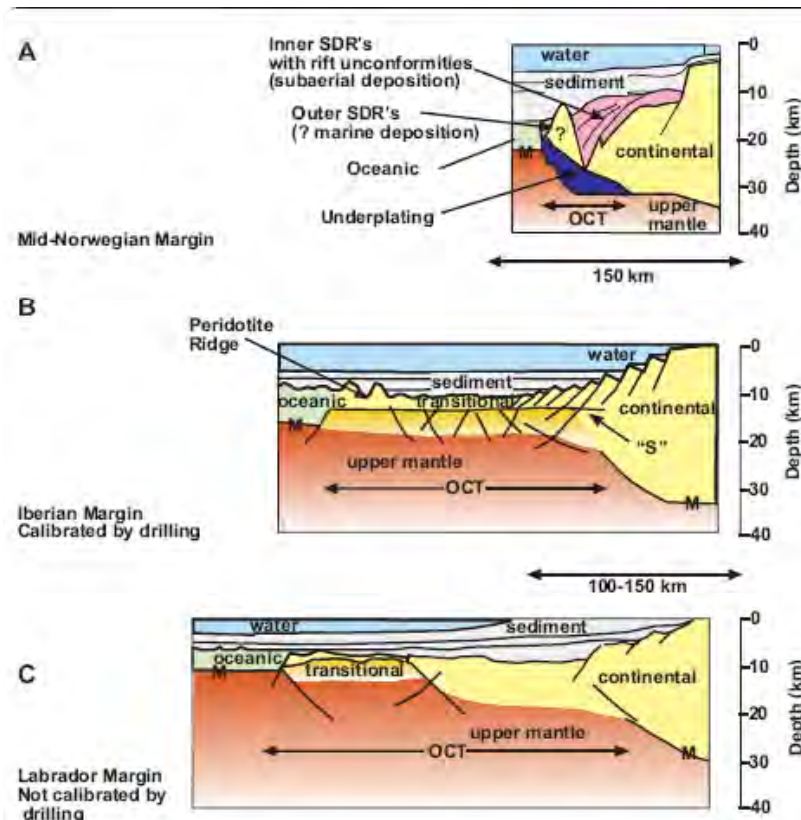 A
Inner SDR's
with rift unconformities
(subaerial deposition)
Outer SDR's
(? marine deposition)
Oceanic
Underplating
Mid-Norwegian Margin
water
sediment
?
M
continental
OCT
upper
mantle
0
10
20
30
40
Depth (km)
150 km
B
Peridotite
Ridge
water
sediment
oceanic
transitional
continental
M
"S"
upper mantle
OCT
M
Iberian Margin
Calibrated by drilling
0
10
20
30
40
Depth (km)
100-150 km
C
water
sediment
oceanic
M
transitional
continental
upper mantle
OCT
M
Labrador Margin
Not calibrated by
drilling
0
10
20
30
40
Depth (km)